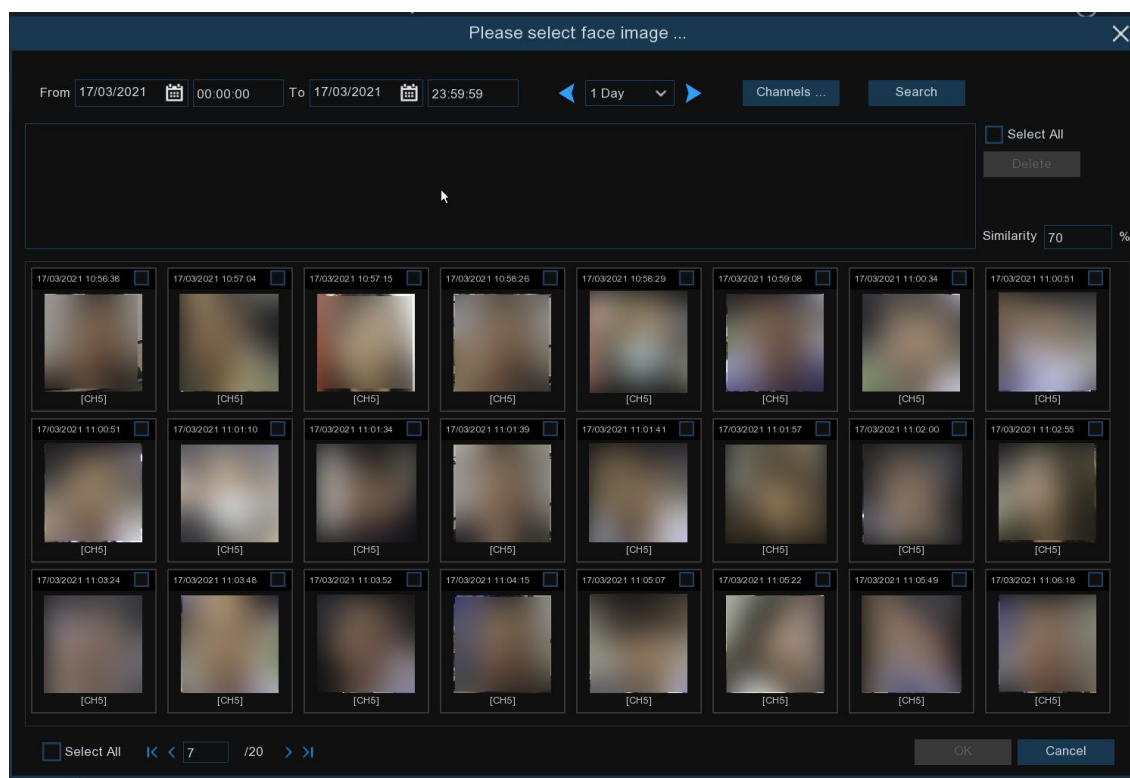 Please select face image ...
From 17/03/2021 00:00:00 To 17/03/2021 23:59:59 1 Day Channels ... Search
Select All
Delete
Similarity 70 %
17/03/2021 10:56:38 17/03/2021 10:57:04 17/03/2021 10:57:15 17/03/2021 10:58:26 17/03/2021 10:58:29 17/03/2021 10:59:08 17/03/2021 11:00:34 17/03/2021 11:00:51
[CH5] [CH5] [CH5] [CH5] [CH5] [CH5] [CH5] [CH5]
17/03/2021 11:00:51 17/03/2021 11:01:10 17/03/2021 11:01:34 17/03/2021 11:01:39 17/03/2021 11:01:41 17/03/2021 11:01:57 17/03/2021 11:02:00 17/03/2021 11:02:55
[CH5] [CH5] [CH5] [CH5] [CH5] [CH5] [CH5] [CH5]
17/03/2021 11:03:24 17/03/2021 11:03:48 17/03/2021 11:03:52 17/03/2021 11:04:15 17/03/2021 11:05:07 17/03/2021 11:05:22 17/03/2021 11:05:49 17/03/2021 11:06:18
[CH5] [CH5] [CH5] [CH5] [CH5] [CH5] [CH5] [CH5]
Select All 7 /20 OK Cancel